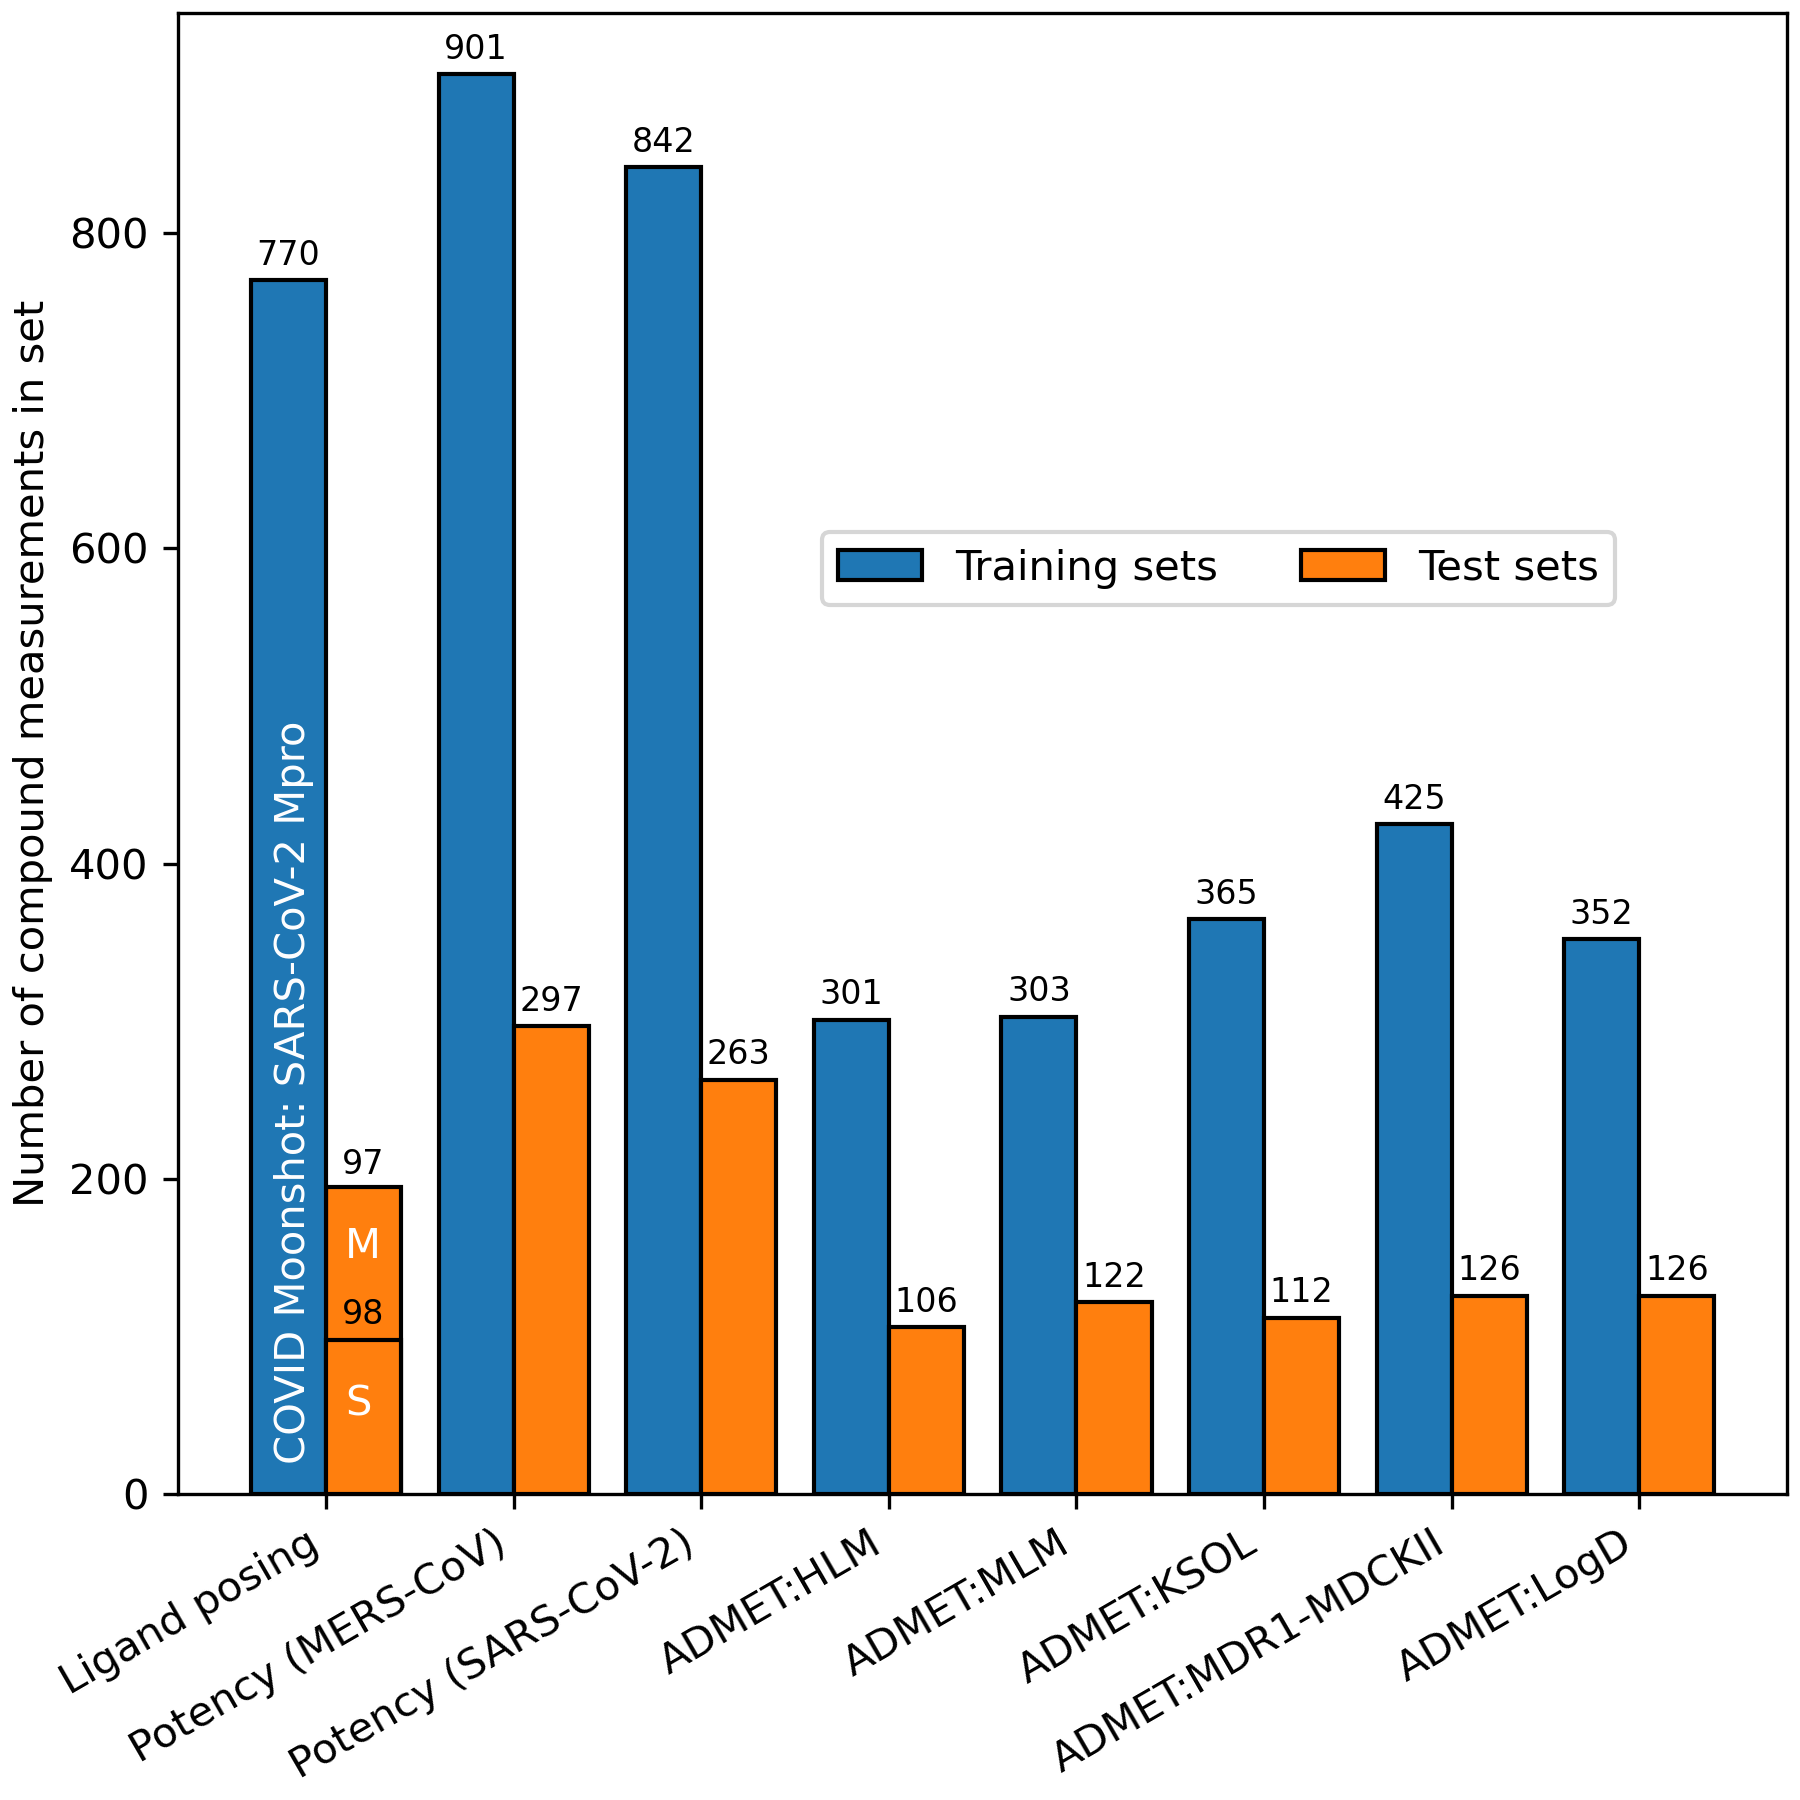 901
842
770
800
Number of compound measurements in set
600
Training sets
Test sets
COVID Moonshot: SARS-CoV-2 Mpro
425
400
365
352
301
303
297
263
200
97
M
98
S
106
122
112
126
126
0
Ligand posing
Potency (MERS-CoV)
Potency (SARS-CoV-2)
ADMET:HLM
ADMET:MLM
ADMET:KSOL
ADMET:MDR1-MDCKII
ADMET:LogD